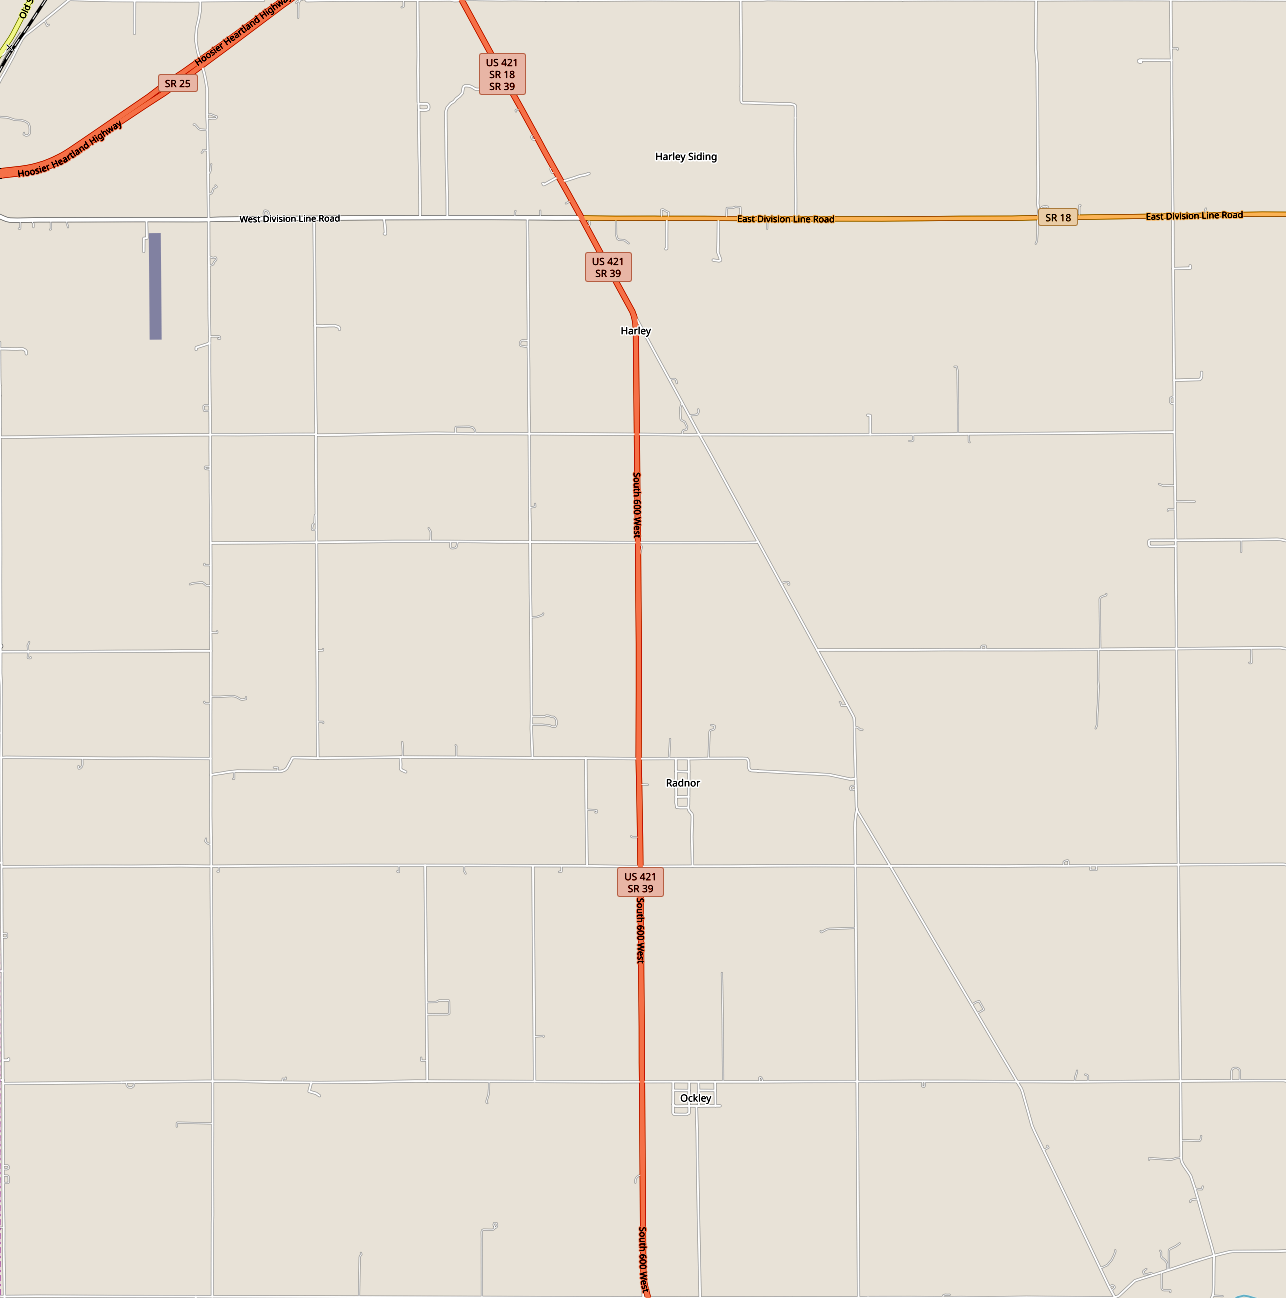 Old S
Hoosier Heartland Highway
US 421
SR 18
SR 39
SR 25
Hoosier Heartland Highway
Harley Siding
West Division Line Road
East Division Line Road
SR 18
East Division Line Road
US 421
SR 39
Harley
South 600 West
Radnor
US 421
SR 39
South 600 West
Ockley
South 600 West